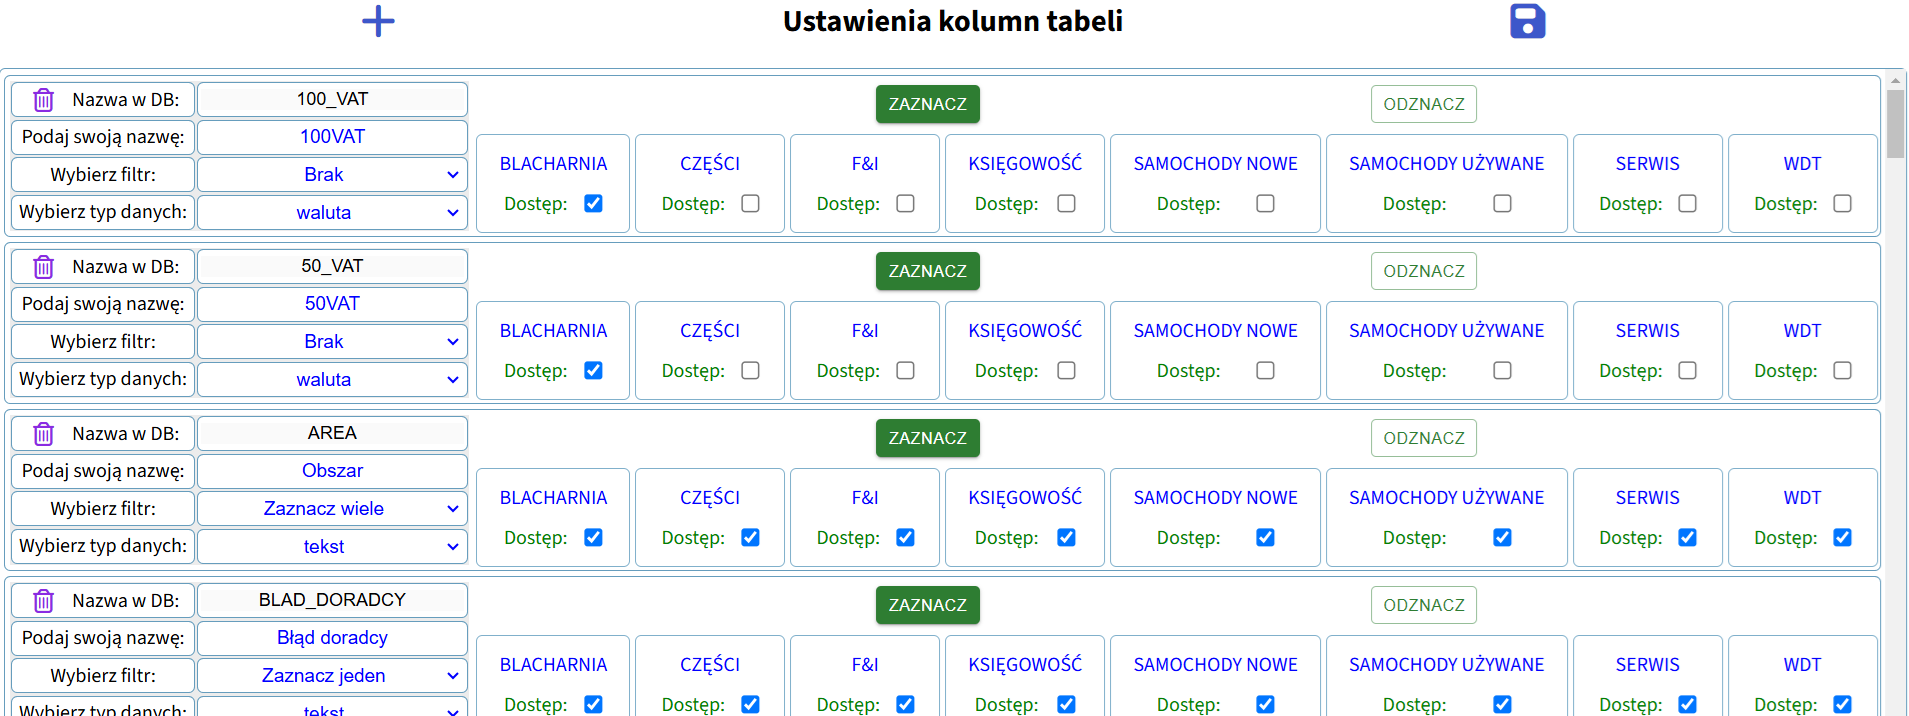 Ustawienia kolumn tabeli
Nazwa w DB: 100_VAT ZAZNACZ ODZNACZ
Podaj swoją nazwę: 100VAT
BLACHARNIA CZĘŚCI F&I KSIĘGOWOŚĆ SAMOCHODY NOWE SAMOCHODY UŻYWANE SERWIS WDT
Wybierz filtr: Brak
Dostęp: Dostęp: Dostęp: Dostęp: Dostęp: Dostęp: Dostęp: Dostęp:
Wybierz typ danych: waluta
Nazwa w DB: 50_VAT ZAZNACZ ODZNACZ
Podaj swoją nazwę: 50VAT
BLACHARNIA CZĘŚCI F&I KSIĘGOWOŚĆ SAMOCHODY NOWE SAMOCHODY UŻYWANE SERWIS WDT
Wybierz filtr: Brak
Dostęp: Dostęp: Dostęp: Dostęp: Dostęp: Dostęp: Dostęp: Dostęp:
Wybierz typ danych: waluta
Nazwa w DB: AREA ZAZNACZ ODZNACZ
Podaj swoją nazwę: Obszar
BLACHARNIA CZĘŚCI F&I KSIĘGOWOŚĆ SAMOCHODY NOWE SAMOCHODY UŻYWANE SERWIS WDT
Wybierz filtr: Zaznacz wiele
Dostęp: Dostęp: Dostęp: Dostęp: Dostęp: Dostęp: Dostęp: Dostęp:
Wybierz typ danych: tekst
Nazwa w DB: BLAD_DORADCY ZAZNACZ ODZNACZ
Podaj swoją nazwę: Błąd doradcy
BLACHARNIA CZĘŚCI F&I KSIĘGOWOŚĆ SAMOCHODY NOWE SAMOCHODY UŻYWANE SERWIS WDT
Wybierz filtr: Zaznacz jeden
Dostęp: Dostęp: Dostęp: Dostęp: Dostęp: Dostęp: Dostęp: Dostęp:
Wybierz typ danych: tekst